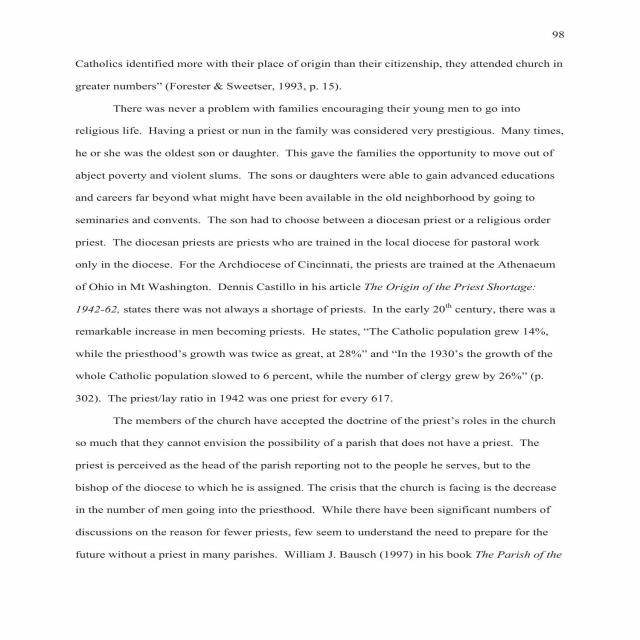 98
Catholics identified more with their place of origin than their citizenship, they attended church in
greater numbers” (Forester & Sweetser, 1993, p. 15).
There was never a problem with families encouraging their young men to go into
religious life.  Having a priest or nun in the family was considered very prestigious.  Many times,
he or she was the oldest son or daughter.  This gave the families the opportunity to move out of
abject poverty and violent slums.  The sons or daughters were able to gain advanced educations
and careers far beyond what might have been available in the old neighborhood by going to
seminaries and convents.  The son had to choose between a diocesan priest or a religious order
priest.  The diocesan priests are priests who are trained in the local diocese for pastoral work
only in the diocese.  For the Archdiocese of Cincinnati, the priests are trained at the Athenaeum
of Ohio in Mt Washington.  Dennis Castillo in his article The Origin of the Priest Shortage:
1942-62, states there was not always a shortage of priests.  In the early 20th century, there was a
remarkable increase in men becoming priests.  He states, “The Catholic population grew 14%,
while the priesthood’s growth was twice as great, at 28%” and “In the 1930’s the growth of the
whole Catholic population slowed to 6 percent, while the number of clergy grew by 26%” (p.
302).  The priest/lay ratio in 1942 was one priest for every 617.
The members of the church have accepted the doctrine of the priest’s roles in the church
so much that they cannot envision the possibility of a parish that does not have a priest.  The
priest is perceived as the head of the parish reporting not to the people he serves, but to the
bishop of the diocese to which he is assigned. The crisis that the church is facing is the decrease
in the number of men going into the priesthood.  While there have been significant numbers of
discussions on the reason for fewer priests, few seem to understand the need to prepare for the
future without a priest in many parishes.  William J. Bausch (1997) in his book The Parish of the